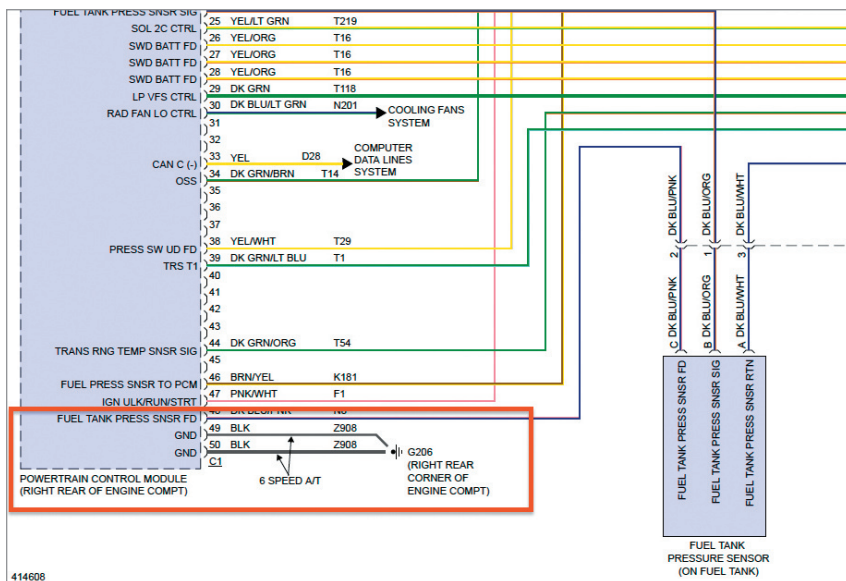 FUEL TANK PRESS SNSR SIG
25 YEL/LT GRN T219
SOL 2C CTRL
26 YEL/ORG T16
SWD BATT FD
27 YEL/ORG T16
SWD BATT FD
28 YEL/ORG T16
SWD BATT FD
29 DK GRN T118
LP VFS CTRL
30 DK BLU/LT GRN N201
RAD FAN LO CTRL
COOLING FANS
SYSTEM
31
32
33 YEL D28
CAN C (-)
COMPUTER
DATA LINES
SYSTEM
34 DK GRN/BRN T14
OSS
35
36
37
38 YEL/WHT T29
PRESS SW UD FD
39 DK GRN/LT BLU T1
TRS T1
40
41
42
43
44 DK GRN/ORG T54
TRANS RNG TEMP SNSR SIG
45
46 BRN/YEL K181
FUEL PRESS SNSR TO PCM
47 PNK/WHT F1
IGN ULK/RUN/STRT
48 DK BLU/PNK
FUEL TANK PRESS SNSR FD
49 BLK Z908
GND
50 BLK Z908
GND
C1
6 SPEED A/T
G206
(RIGHT REAR
CORNER OF
ENGINE COMPT)
POWERTRAIN CONTROL MODULE
(RIGHT REAR OF ENGINE COMPT)
DK BLU/PNK
DK BLU/ORG
DK BLU/WHT
2 1 3
C DK BLU/PNK
B DK BLU/ORG
A DK BLU/WHT
FUEL TANK PRESS SNSR FD
FUEL TANK PRESS SNSR SIG
FUEL TANK PRESS SNSR RTN
FUEL TANK
PRESSURE SENSOR
(ON FUEL TANK)
414608